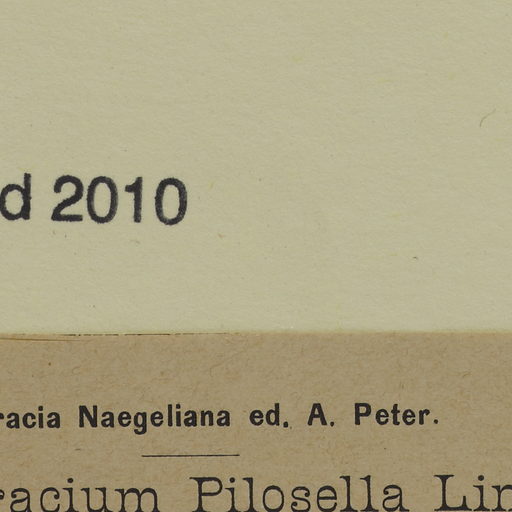 d 2010
racia Naegeliana ed. A. Peter.
racium Pilosella Lin